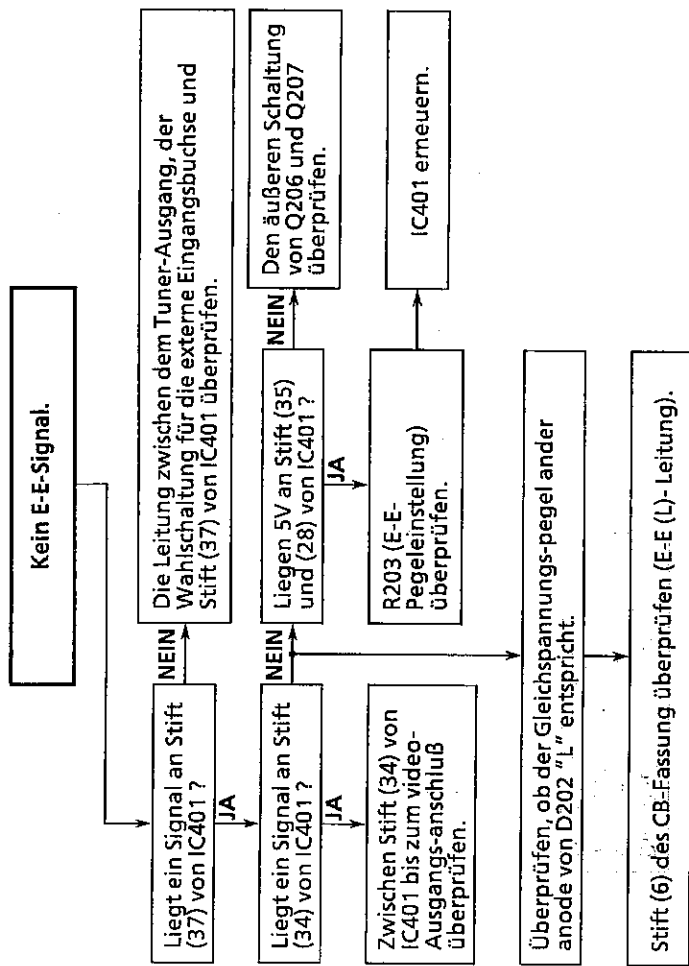 Kein E-E-Signal.
Liegt ein Signal an Stift
(37) von IC401 ?
NEIN
Die Leitung zwischen dem Tuner-Ausgang, der
Wahlschaltung für die externe Eingangsbuchse und
Stift (37) von IC401 überprüfen.
JA
Liegt ein Signal an Stift
(34) von IC401 ?
NEIN
Liegen 5V an Stift (35)
und (28) von IC401 ?
NEIN
Den äußeren Schaltung
von Q206 und Q207
überprüfen.
JA
JA
Zwischen Stift (34) von
IC401 bis zum video-
Ausgangs-anschluß
überprüfen.
R203 (E-E-
Pegeleinstellung)
überprüfen.
IC401 erneuern.
Überprüfen, ob der Gleichspannungs-pegel ander
anode von D202 "L" entspricht.
Stift (6) des CB-Fassung überprüfen (E-E (L)- Leitung).